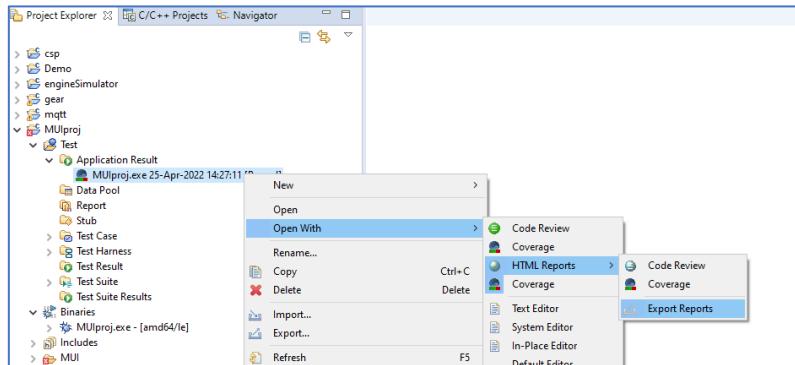 Project Explorer C/C++ Projects Navigator
csp
Demo
engineSimulator
gear
mqtt
MUIproj
Test
Application Result
MUIproj.exe 25-Apr-2022 14:27:11
Data Pool
Report
Stub
Test Case
Test Harness
Test Result
Test Suite
Test Suite Results
Binaries
MUIproj.exe - [amd64/le]
Includes
MUI
New
Open
Open With
Rename...
Copy Ctrl+C
Delete Delete
Import...
Export...
Refresh F5
Code Review
Coverage
HTML Reports
Coverage
Text Editor
System Editor
In-Place Editor
Default Editor
Code Review
Coverage
Export Reports